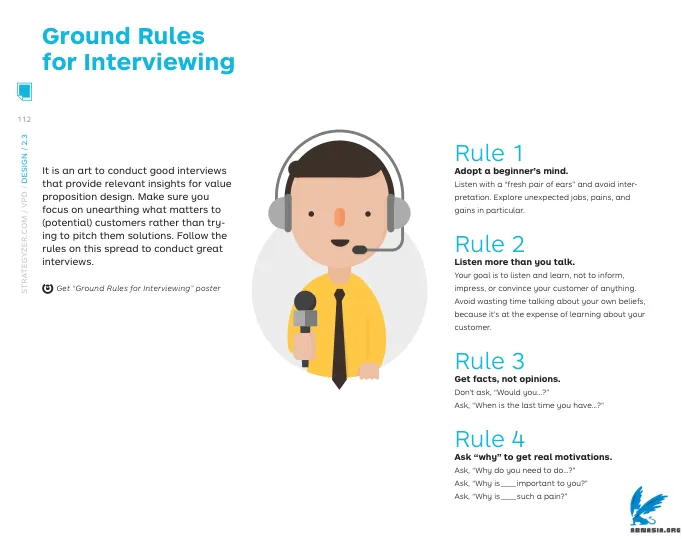 Ground Rules
for Interviewing
112
STRATEGYZER.COM / VPD / DESIGN / 2.3
It is an art to conduct good interviews
that provide relevant insights for value
proposition design. Make sure you
focus on unearthing what matters to
(potential) customers rather than try-
ing to pitch them solutions. Follow the
rules on this spread to conduct great
interviews.
Get “Ground Rules for Interviewing” poster
Rule 1
Adopt a beginner’s mind.
Listen with a “fresh pair of ears” and avoid inter-
pretation. Explore unexpected jobs, pains, and
gains in particular.
Rule 2
Listen more than you talk.
Your goal is to listen and learn, not to inform,
impress, or convince your customer of anything.
Avoid wasting time talking about your own beliefs,
because it’s at the expense of learning about your
customer.
Rule 3
Get facts, not opinions.
Don’t ask, “Would you…?”
Ask, “When is the last time you have…?”
Rule 4
Ask “why” to get real motivations.
Ask, “Why do you need to do…?”
Ask, “Why is ___ important to you?”
Ask, “Why is ___ such a pain?”
ABNASIA.ORG